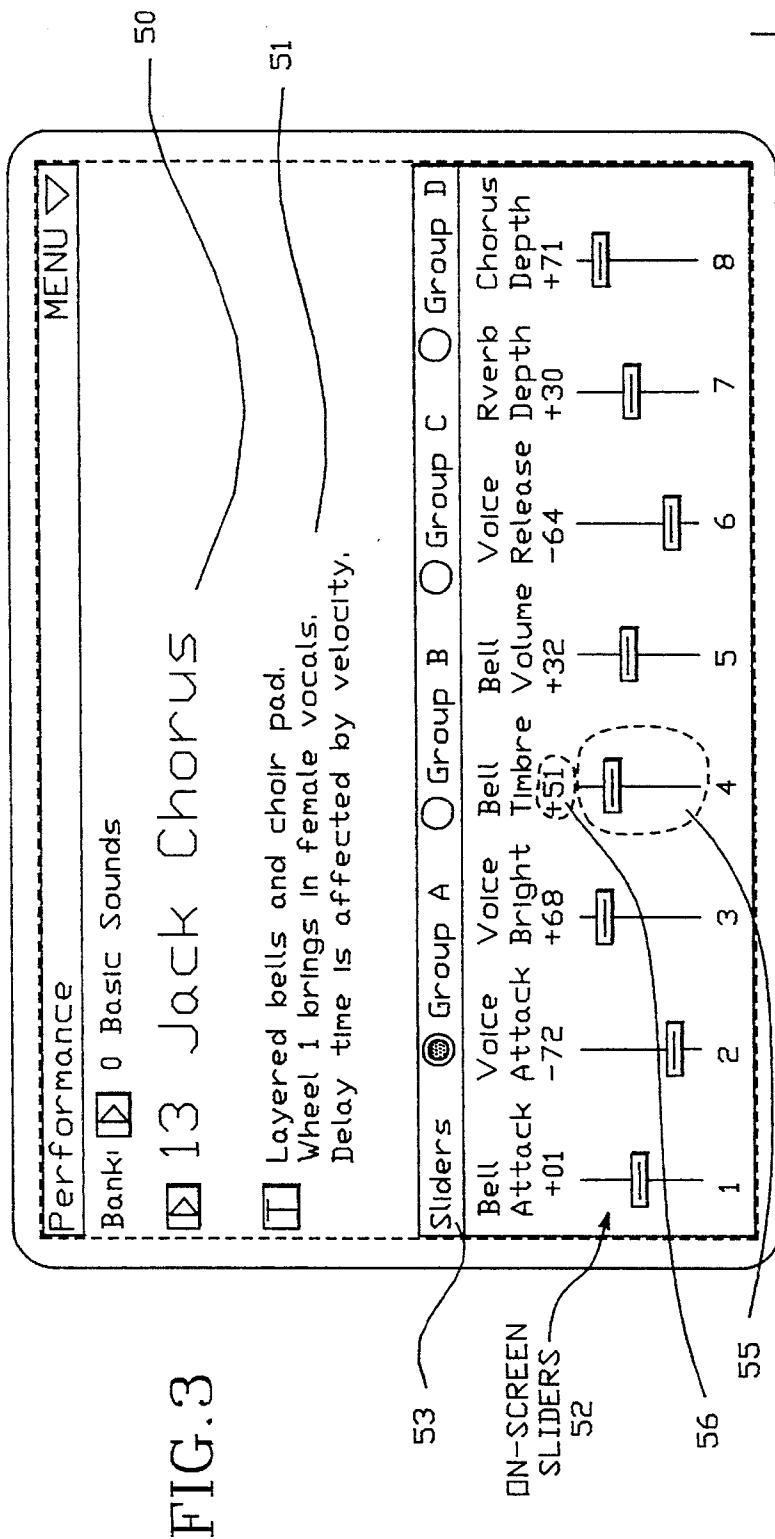 FIG.3
50
51
Performance
MENU
Bank: 0 Basic Sounds
13 Jack Chorus
T Layered bells and choir pad.
Wheel 1 brings in female vocals.
Delay time is affected by velocity.
Sliders Group A Group B Group C Group D
Bell Voice Voice Bell Bell Voice Rverb Chorus
Attack Attack Bright Timbre Volume Release Depth Depth
+01 -72 +68 +51 +32 -64 +30 +71
1 2 3 4 5 6 7 8
53
ON-SCREEN
SLIDERS
52
56
55